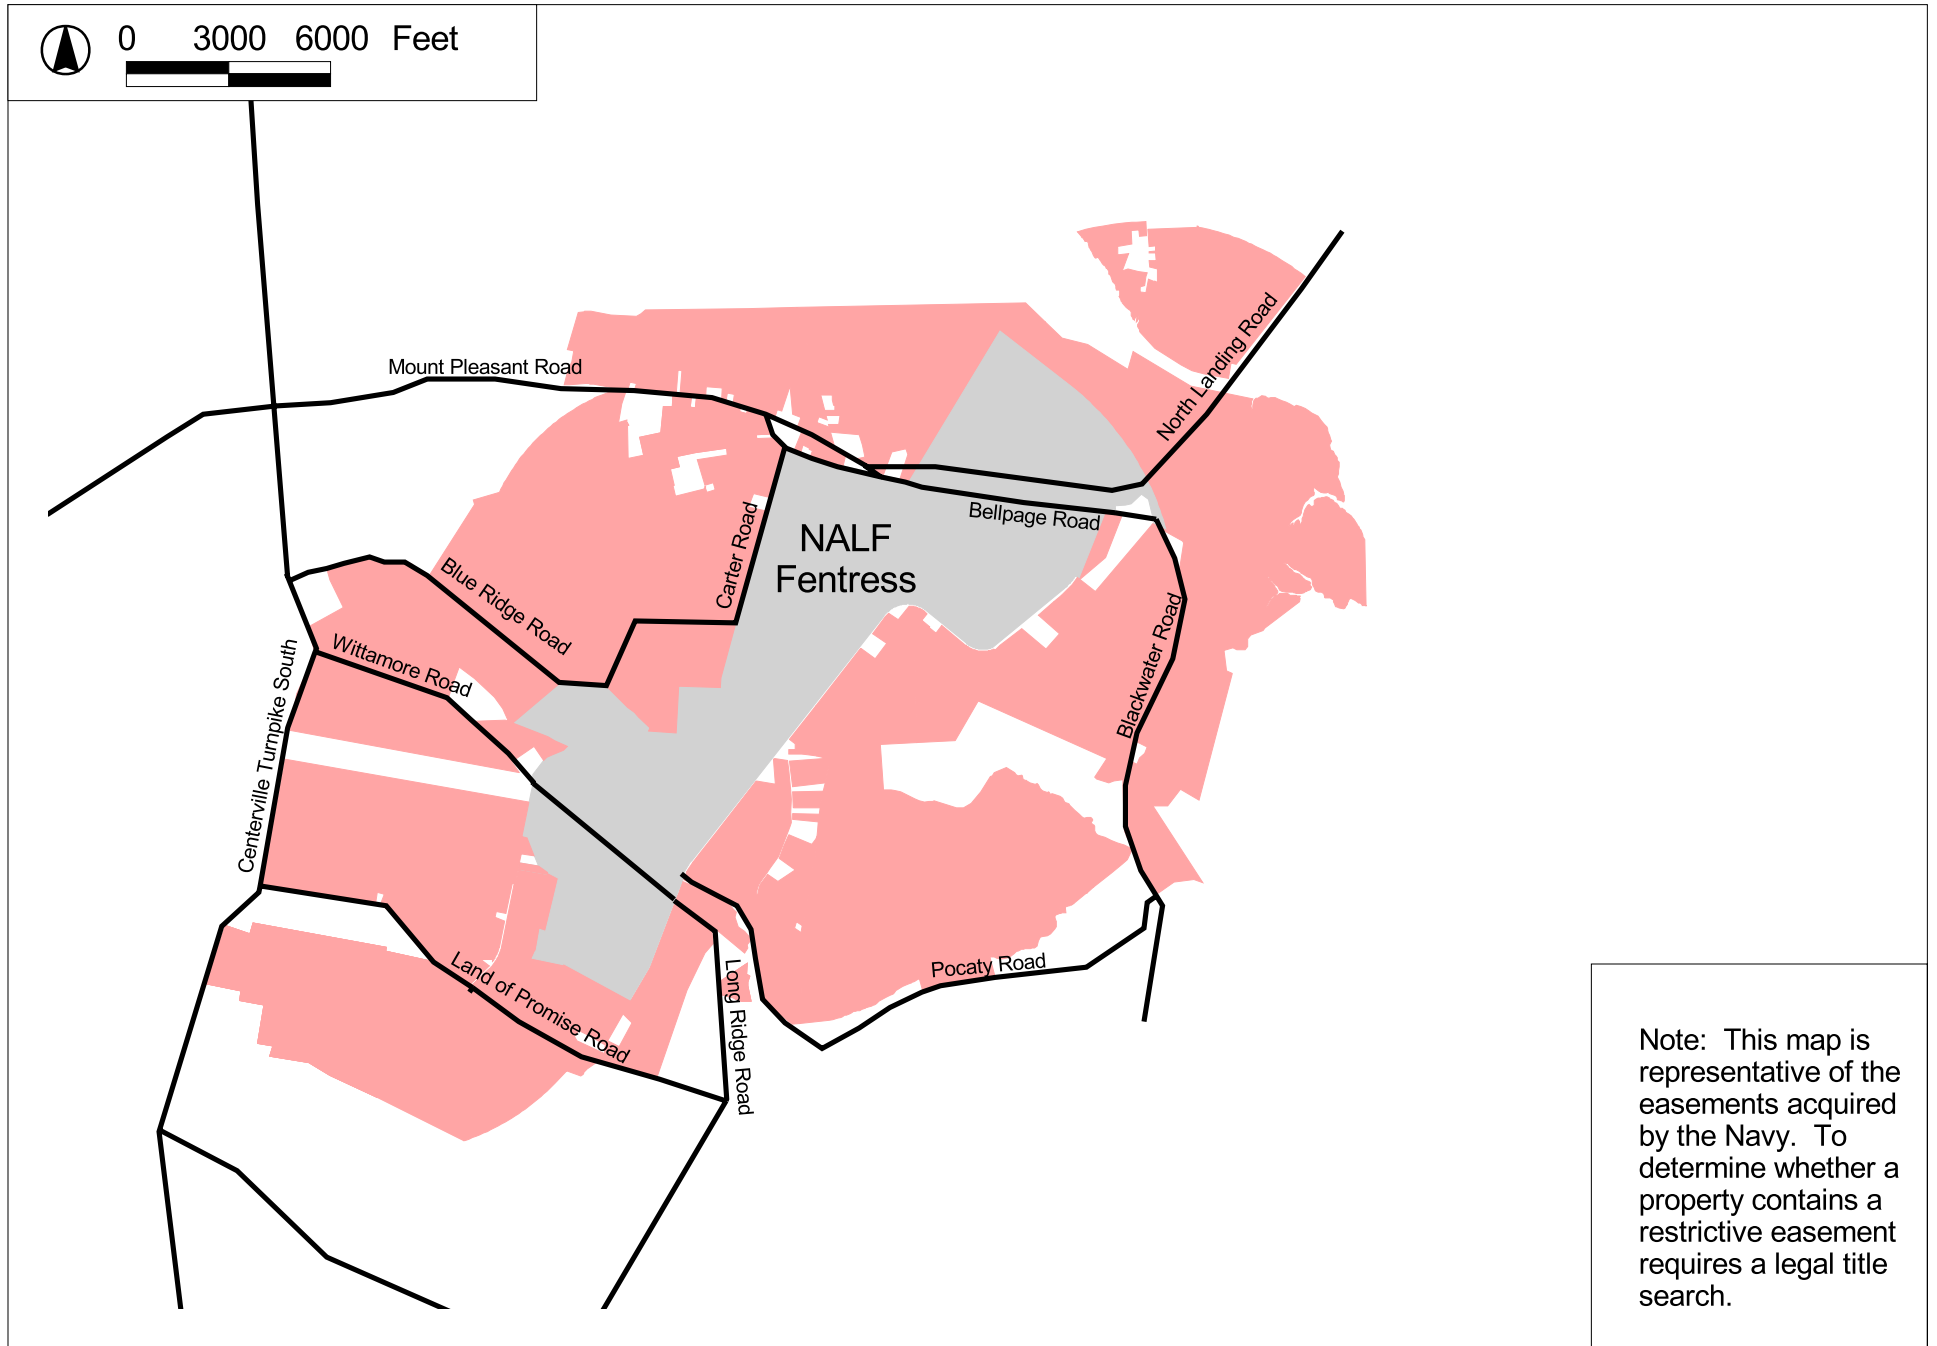 0 3000 6000 Feet
Mount Pleasant Road
North Landing Road
Bellpage Road
NALF
Fentress
Carter Road
Blue Ridge Road
Wittamore Road
Centerville Turnpike South
Blackwater Road
Land of Promise Road
Long Ridge Road
Pocaty Road
Note: This map is
representative of the
easements acquired
by the Navy. To
determine whether a
property contains a
restrictive easement
requires a legal title
search.